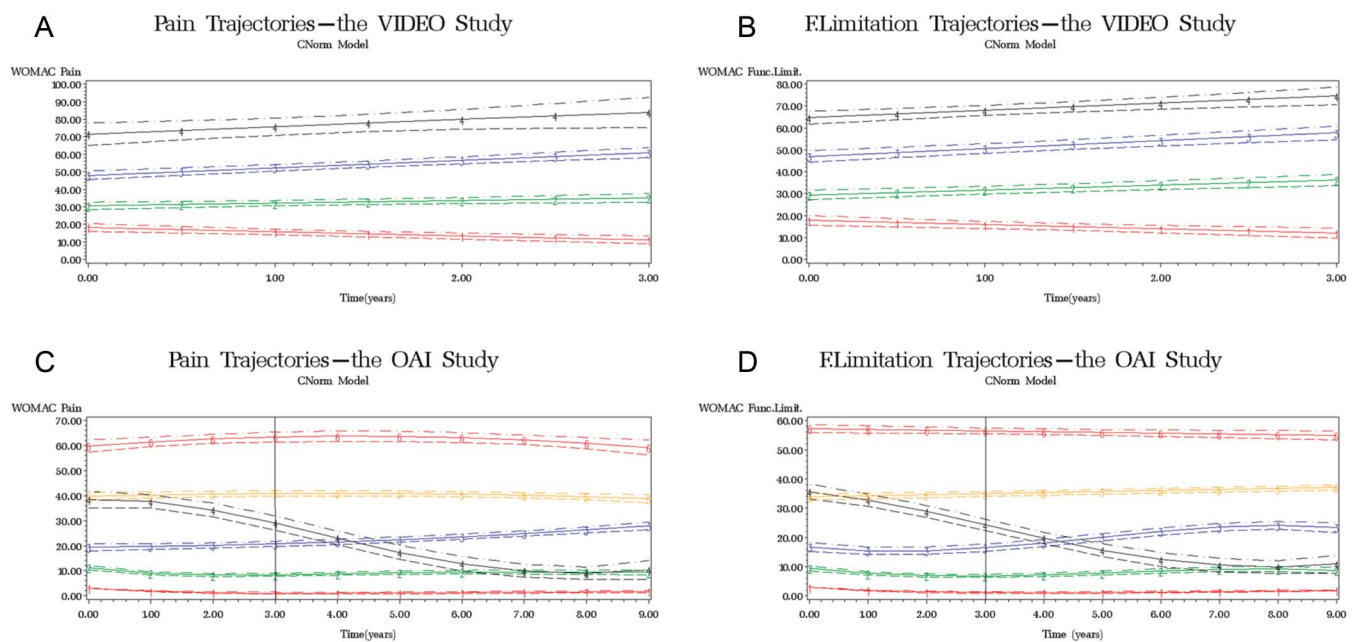 A
Pain Trajectories—the VIDEO Study
CNorm Model
WOMAC Pain
100.00
90.00
80.00
70.00
60.00
50.00
40.00
30.00
20.00
10.00
0.00
0.00 1.00 2.00 3.00
Time(years)
B
F.Limitation Trajectories—the VIDEO Study
CNorm Model
WOMAC Func.Limit.
80.00
70.00
60.00
50.00
40.00
30.00
20.00
10.00
0.00
0.00 1.00 2.00 3.00
Time(years)
C
Pain Trajectories—the OAI Study
CNorm Model
WOMAC Pain
70.00
60.00
50.00
40.00
30.00
20.00
10.00
0.00
0.00 1.00 2.00 3.00 4.00 5.00 6.00 7.00 8.00 9.00
Time(years)
D
F.Limitation Trajectories—the OAI Study
CNorm Model
WOMAC Func.Limit.
60.00
50.00
40.00
30.00
20.00
10.00
0.00
0.00 1.00 2.00 3.00 4.00 5.00 6.00 7.00 8.00 9.00
Time (years)